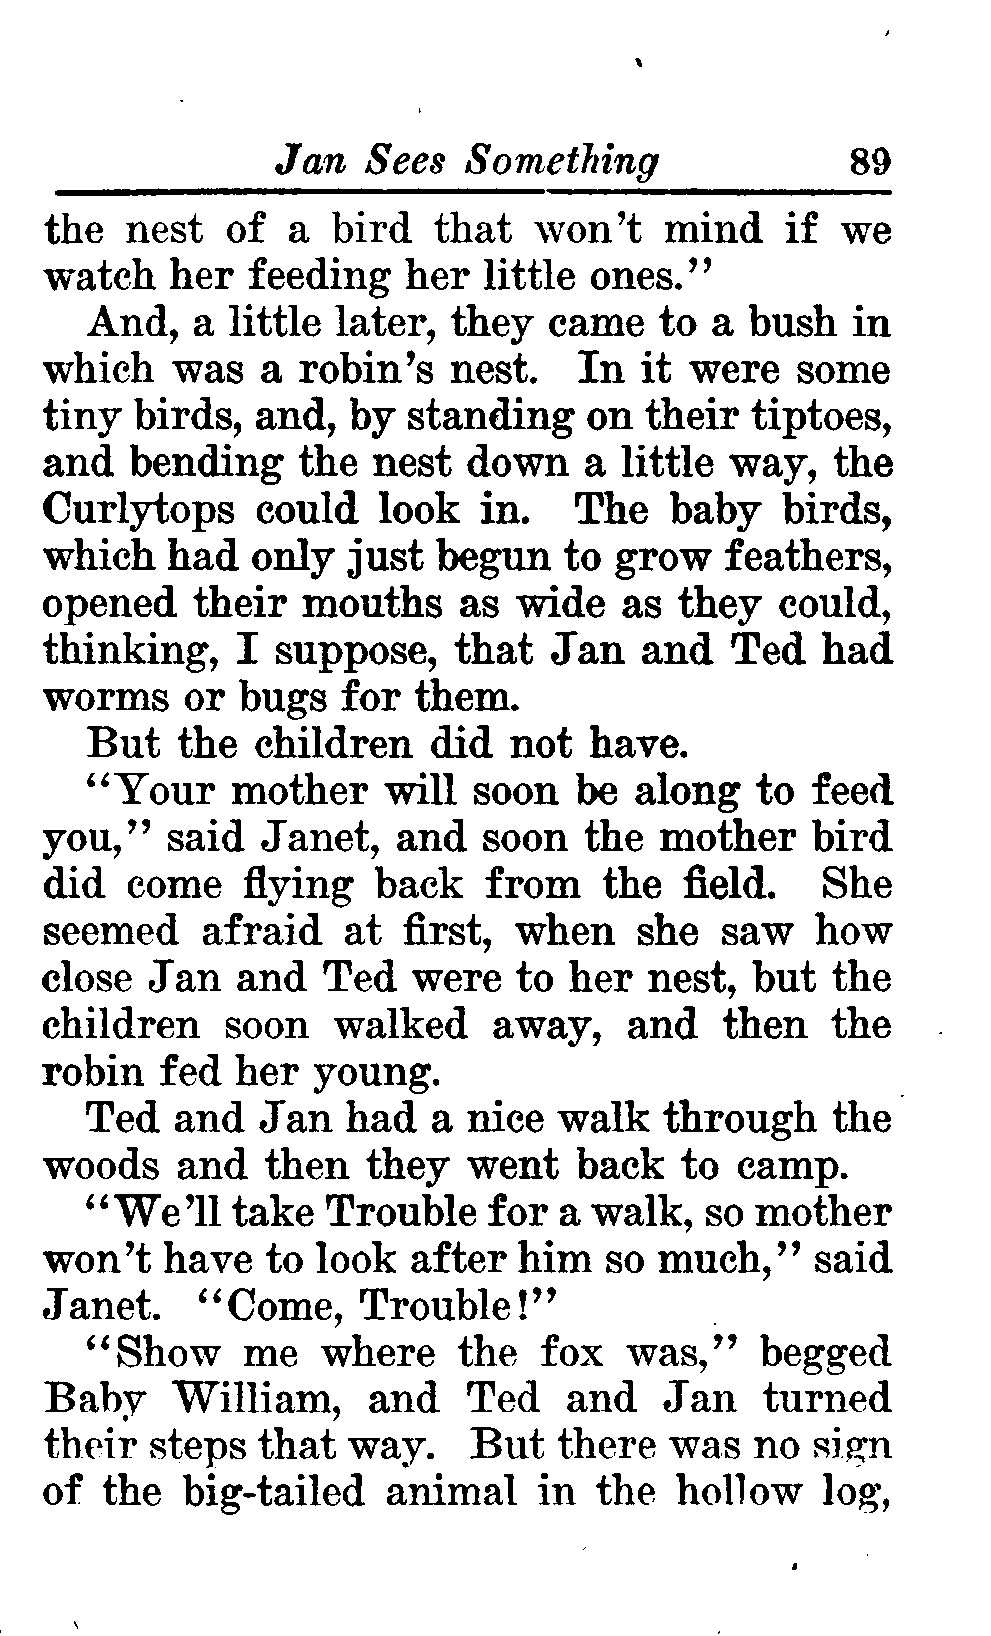 Jan Sees Something 89
the nest of a bird that won't mind if we
watch her feeding her little ones."
And, a little later, they came to a bush in
which was a robin's nest. In it were some
tiny birds, and, by standing on their tiptoes,
and bending the nest down a little way, the
Curlytops could look in. The baby birds,
which had only just begun to grow feathers,
opened their mouths as wide as they could,
thinking, I suppose, that Jan and Ted had
worms or bugs for them.
But the children did not have.
"Your mother will soon be along to feed
you," said Janet, and soon the mother bird
did come flying back from the field. She
seemed afraid at first, when she saw how
close Jan and Ted were to her nest, but the
children soon walked away, and then the
robin fed her young.
Ted and Jan had a nice walk through the
woods and then they went back to camp.
"We'll take Trouble for a walk, so mother
won't have to look after him so much," said
Janet. "Come, Trouble!"
"Show me where the fox was," begged
Baby William, and Ted and Jan turned
their steps that way. But there was no sign
of the big-tailed animal in the hollow log,